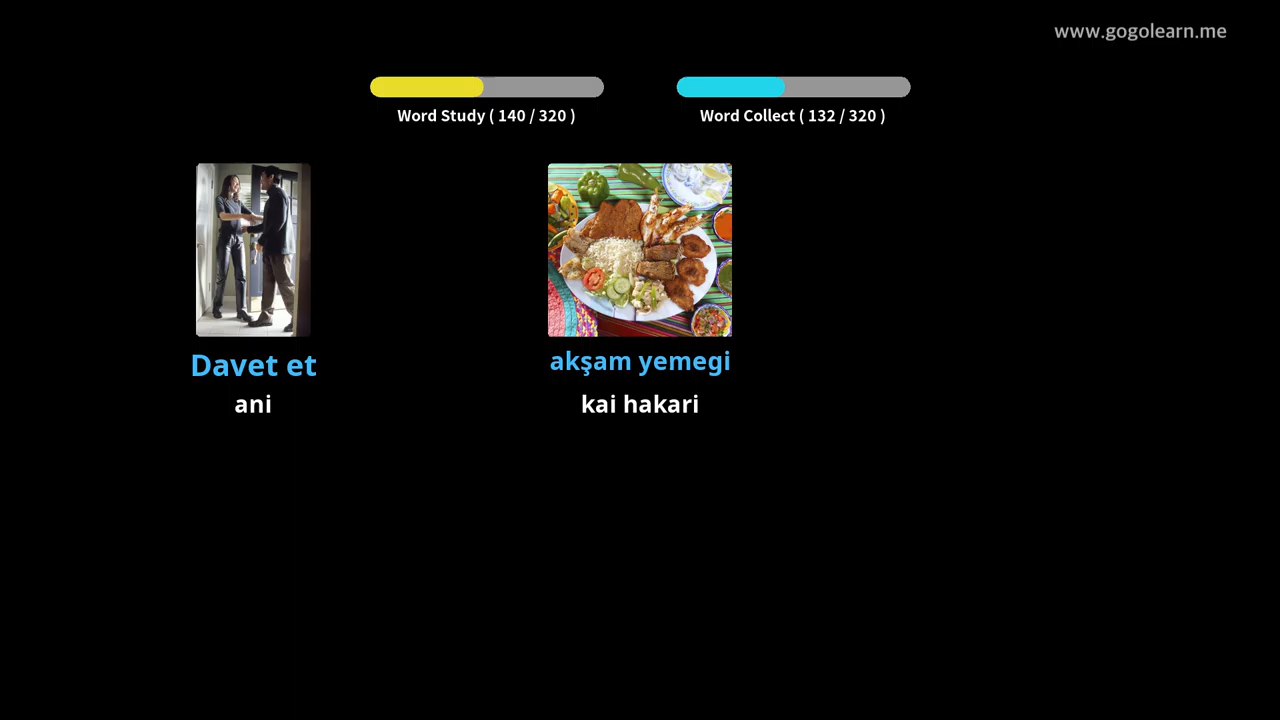 www.gogolearn.me
Word Study ( 140 / 320 )
Word Collect ( 132 / 320 )
Davet et
ani
akşam yemegi
kai hakari